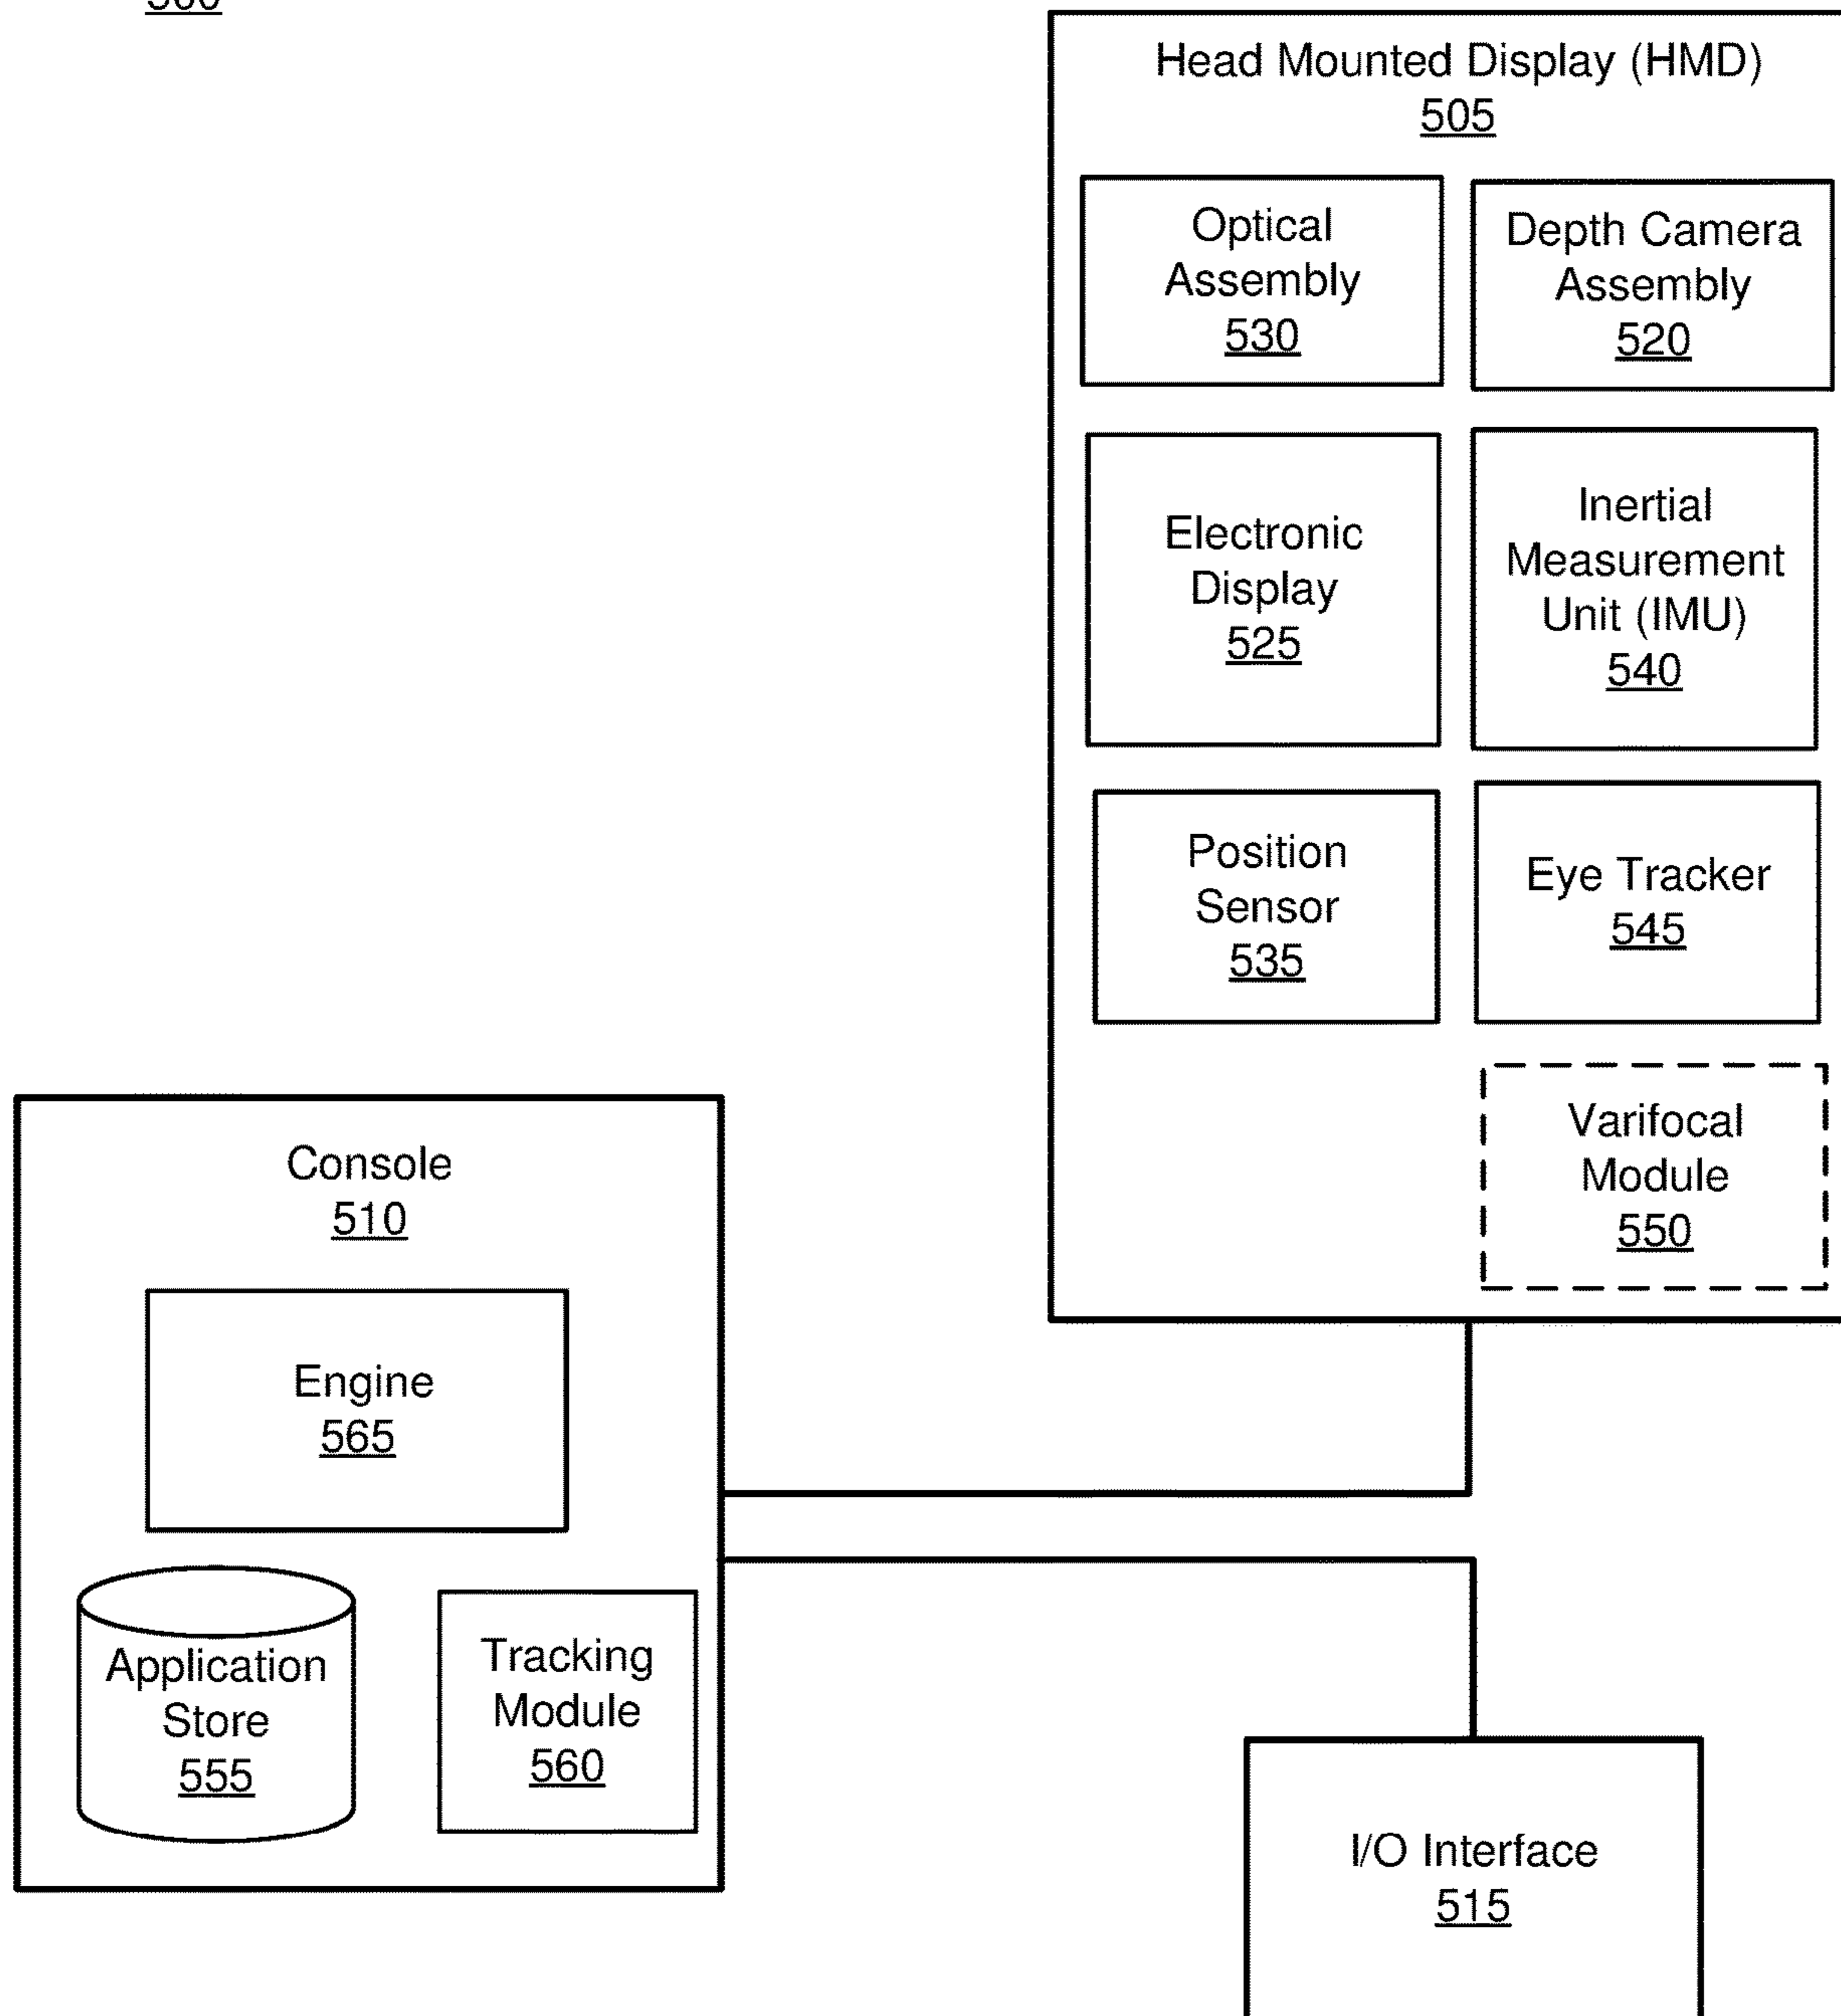 Head Mounted Display (HMD)
505
Optical
Assembly
530
Depth Camera
Assembly
520
Electronic
Display
525
Inertial
Measurement
Unit (IMU)
540
Position
Sensor
535
Eye Tracker
545
Varifocal
Module
550
Console
510
Engine
565
Application
Store
555
Tracking
Module
560
I/O Interface
515